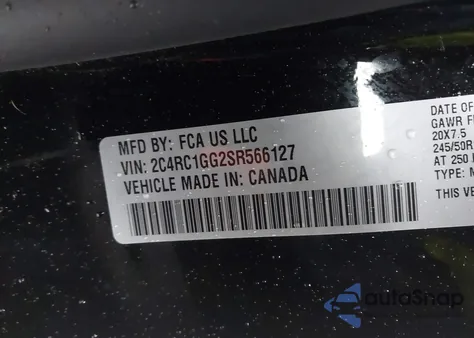 MFD BY: FCA US LLC
VIN: 2C4RC1GG2SR566127
VEHICLE MADE IN: CANADA
DATE OF
GAWR F
20X7.5
245/50R
AT 250
TYPE:
THIS VE
autoSnap